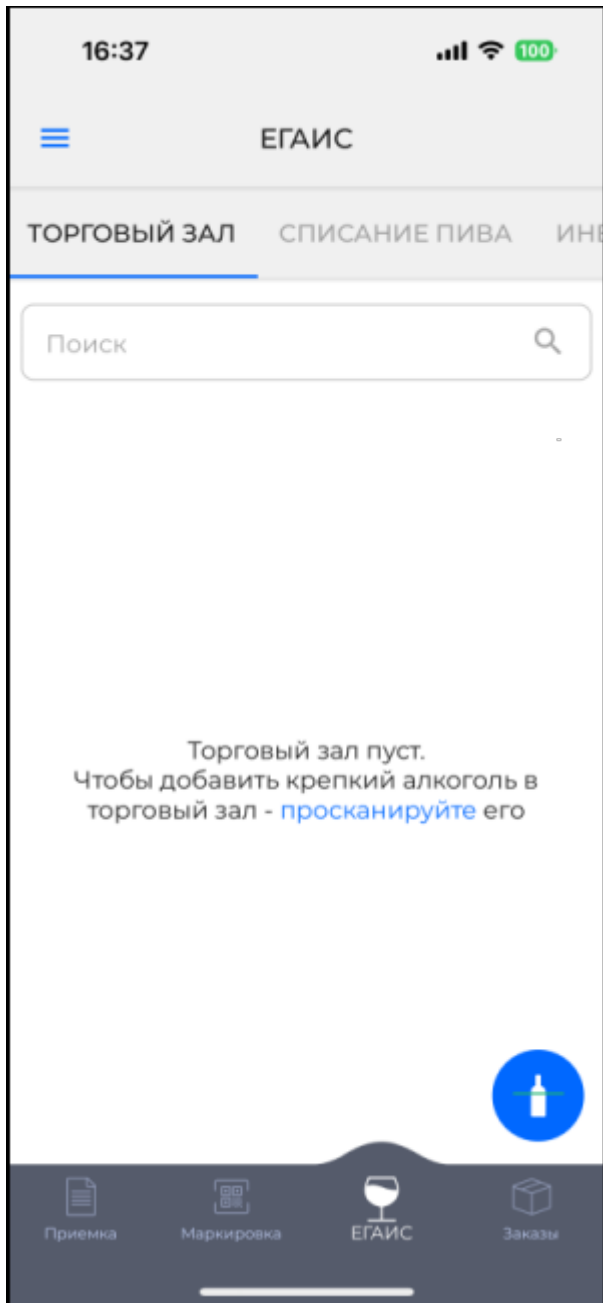 16:37
100
ЕГАИС
ТОРГОВЫЙ ЗАЛ
СПИСАНИЕ ПИВА
ИНЕ
Поиск
Торговый зал пуст.
Чтобы добавить крепкий алкоголь в
торговый зал - просканируйте его
Приемка
Маркировка
ЕГАИС
Заказы